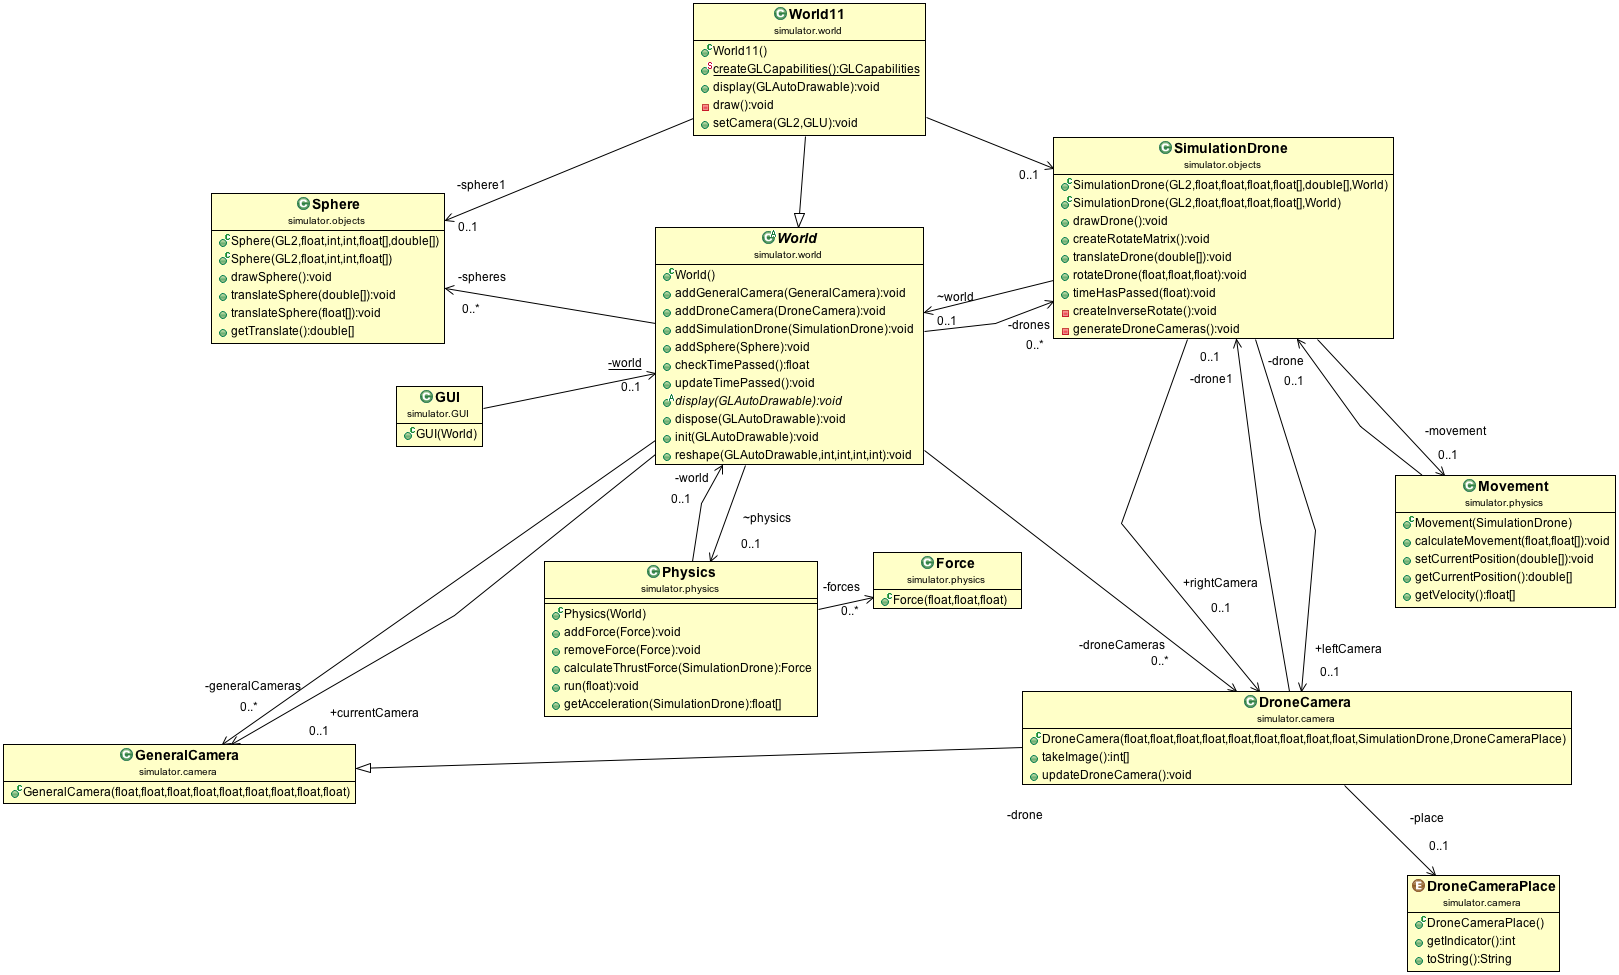 World11
simulator.world
World11()
createGLCapabilities():GLCapabilities
display(GLAutoDrawable):void
draw():void
setCamera(GL2,GLU):void
-sphere1
0..1
0..1
SimulationDrone
simulator.objects
SimulationDrone(GL2,float,float,float,float[],double[],World)
SimulationDrone(GL2,float,float,float,float[],World)
drawDrone():void
createRotateMatrix():void
translateDrone(double[]):void
rotateDrone(float,float,float):void
timeHasPassed(float):void
createInverseRotate():void
generateDroneCameras():void
Sphere
simulator.objects
Sphere(GL2,float,int,int,float[],double[])
Sphere(GL2,float,int,int,float[])
drawSphere():void
translateSphere(double[]):void
translateSphere(float[]):void
getTranslate():double[]
-spheres
0..*
World
simulator.world
World()
addGeneralCamera(GeneralCamera):void
addDroneCamera(DroneCamera):void
addSimulationDrone(SimulationDrone):void
addSphere(Sphere):void
checkTimePassed():float
updateTimePassed():void
display(GLAutoDrawable):void
dispose(GLAutoDrawable):void
init(GLAutoDrawable):void
reshape(GLAutoDrawable,int,int,int,int):void
~world
0..1
-drones
0..*
-world
0..1
GUI
simulator.GUI
GUI(World)
0..1
-drone1
-drone
0..1
-movement
0..1
Movement
simulator.physics
Movement(SimulationDrone)
calculateMovement(float,float[]):void
setCurrentPosition(double[]):void
getCurrentPosition():double[]
getVelocity():float[]
-world
0..1
~physics
0..1
Physics
simulator.physics
Physics(World)
addForce(Force):void
removeForce(Force):void
calculateThrustForce(SimulationDrone):Force
run(float):void
getAcceleration(SimulationDrone):float[]
-forces
0..*
Force
simulator.physics
Force(float,float,float)
+rightCamera
0..1
-droneCameras
0..*
+leftCamera
0..1
-generalCameras
0..*
+currentCamera
0..1
GeneralCamera
simulator.camera
GeneralCamera(float,float,float,float,float,float,float,float,float)
DroneCamera
simulator.camera
DroneCamera(float,float,float,float,float,float,float,float,float,SimulationDrone,DroneCameraPlace)
takeImage():int[]
updateDroneCamera():void
-drone
-place
0..1
DroneCameraPlace
simulator.camera
DroneCameraPlace()
getIndicator():int
toString():String